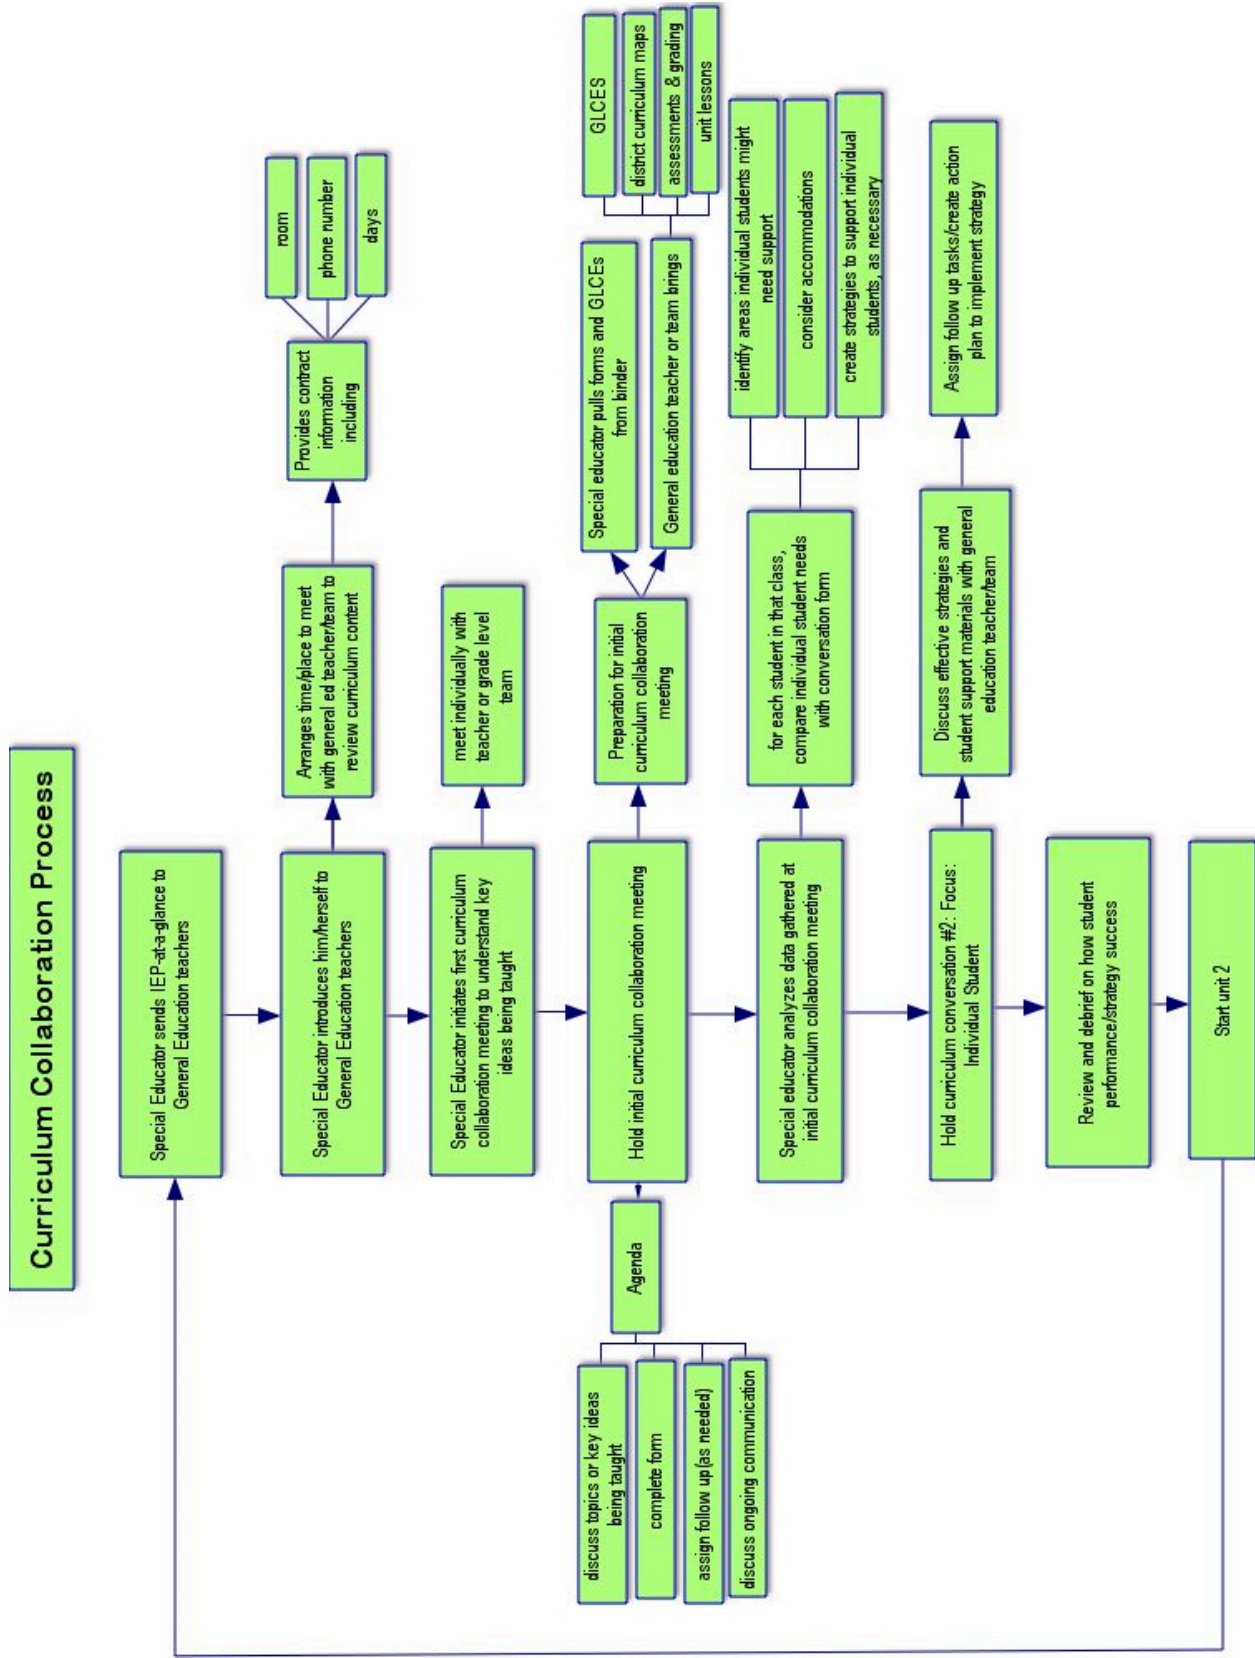 Curriculum Collaboration Process
Special Educator sends IEP-at-a-glance to
General Education teachers
Special Educator introduces him/herself to
General Education teachers
Arranges time/place to meet
with general ed teacher/team to
review curriculum content
Provides contract
information
including
room
phone number
days
Special Educator initiates first curriculum
collaboration meeting to understand key
ideas being taught
meet individually with
teacher or grade level
team
Hold initial curriculum collaboration meeting
Agenda
discuss topics or key ideas
being taught
complete form
assign follow up(as needed)
discuss ongoing communication
Preparation for initial
curriculum collaboration
meeting
Special educator pulls forms and GLCEs
from binder
General education teacher or team brings
GLCES
district curriculum maps
assessments & grading
unit lessons
Special educator analyzes data gathered at
initial curriculum collaboration meeting
for each student in that class,
compare individual student needs
with conversation form
identify areas individual students might
need support
consider accommodations
create strategies to support individual
students, as necessary
Hold curriculum conversation #2: Focus:
Individual Student
Discuss effective strategies and
student support materials with general
education teacher/team
Assign follow up tasks/create action
plan to implement strategy
Review and debrief on how student
performance/strategy success
Start unit 2